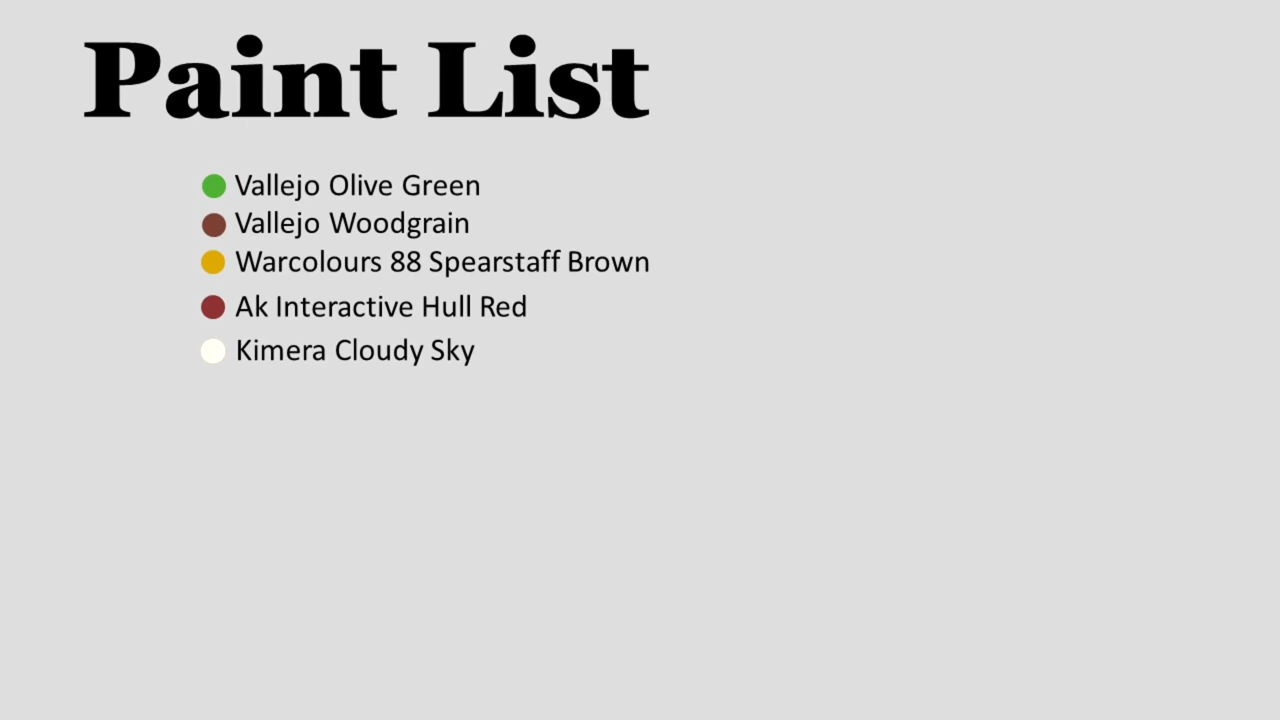 Paint List
Vallejo Olive Green
Vallejo Woodgrain
Warcolours 88 Spearstaff Brown
Ak Interactive Hull Red
Kimera Cloudy Sky